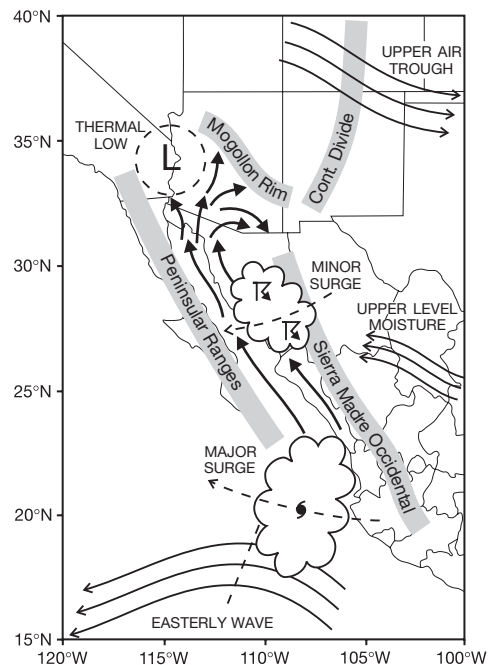 40°N
UPPER AIR
TROUGH
THERMAL
LOW
L
Mogollon Rim
Cont. Divide
35°N
30°N
MINOR
SURGE
UPPER LEVEL
MOISTURE
Peninsular Ranges
Sierra Madre Occidental
25°N
MAJOR
SURGE
20°N
EASTERLY WAVE
15°N
120°W 115°W 110°W 105°W 100°W